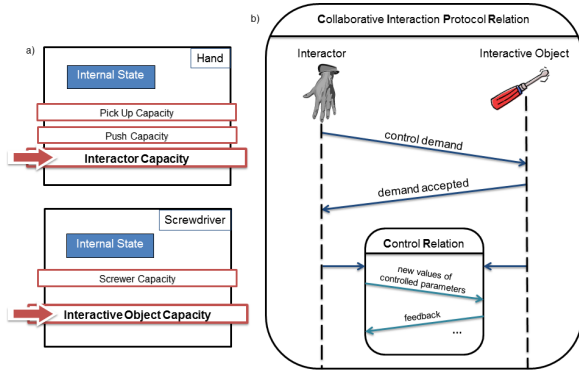 a)
Hand
Internal State
Pick Up Capacity
Push Capacity
Interactor Capacity
Screwdriver
Internal State
Screwer Capacity
Interactive Object Capacity
b)
Collaborative Interaction Protocol Relation
Interactor
Interactive Object
control demand
demand accepted
Control Relation
new values of
controlled parameters
feedback
...